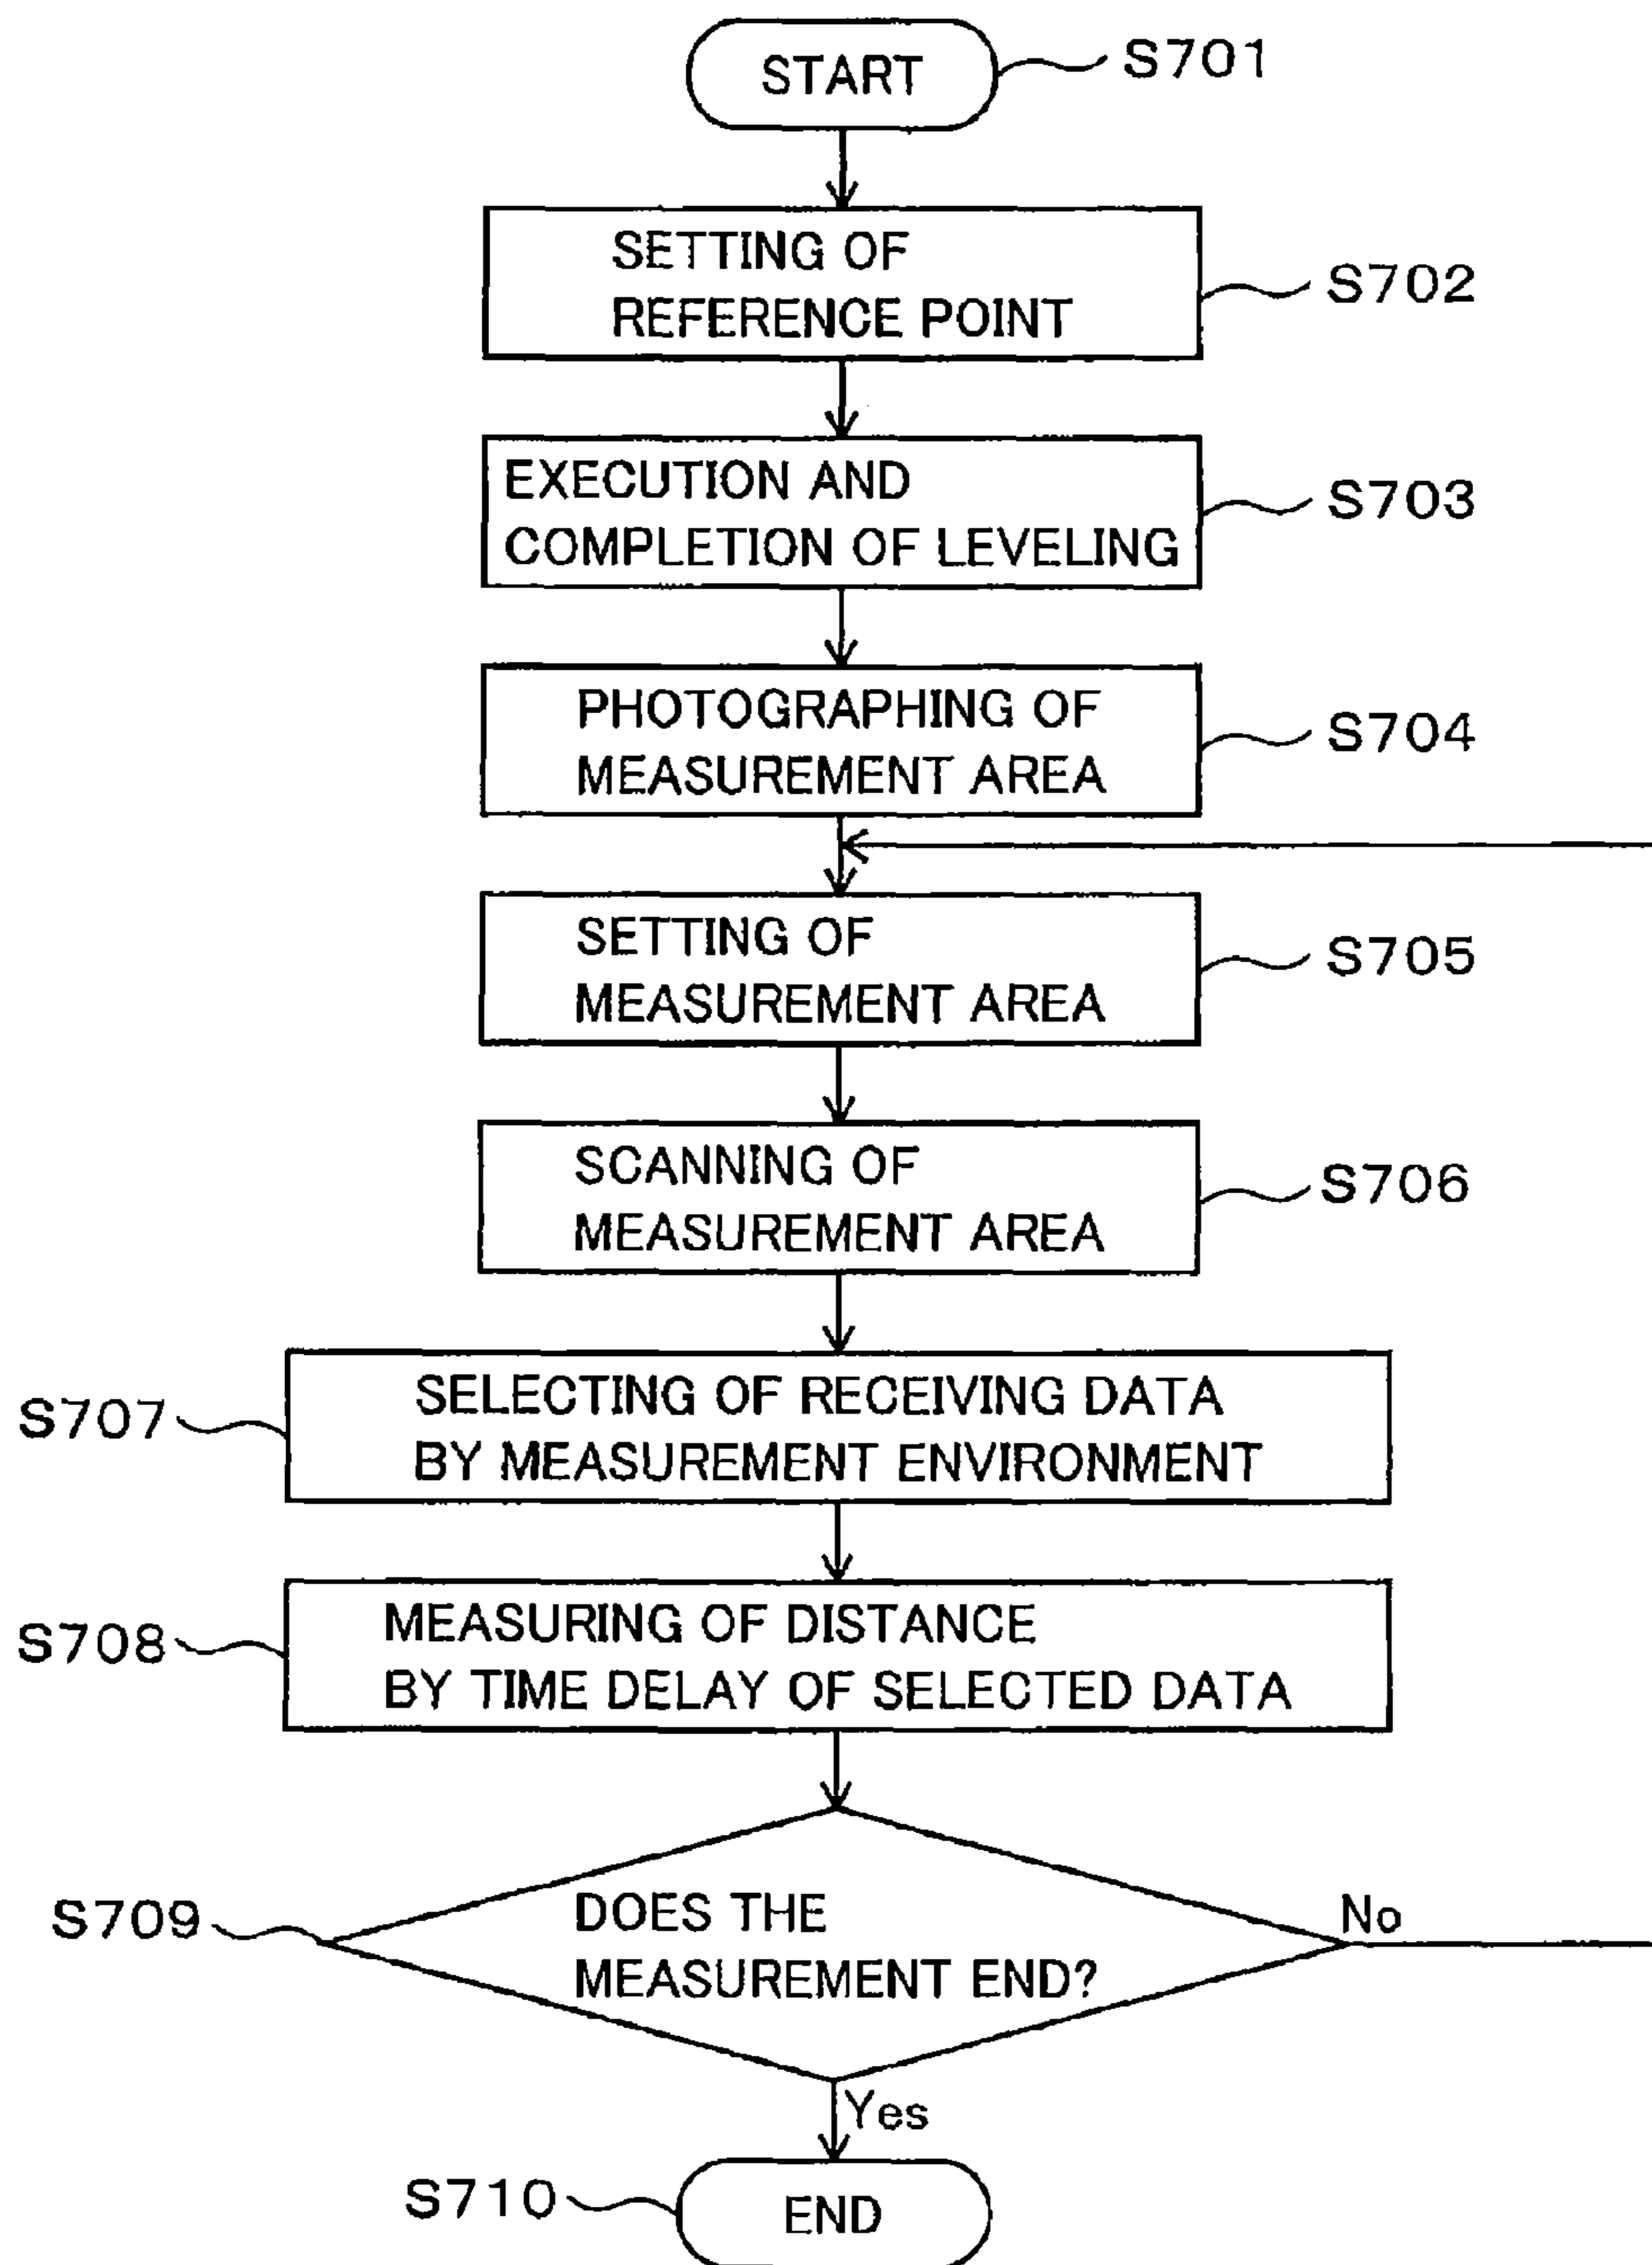 START
S701
SETTING OF
REFERENCE POINT
S702
EXECUTION AND
COMPLETION OF LEVELING
S703
PHOTOGRAPHING OF
MEASUREMENT AREA
S704
SETTING OF
MEASUREMENT AREA
S705
SCANNING OF
MEASUREMENT AREA
S706
S707
SELECTING OF RECEIVING DATA
BY MEASUREMENT ENVIRONMENT
S708
MEASURING OF DISTANCE
BY TIME DELAY OF SELECTED DATA
S709
DOES THE
MEASUREMENT END?
No
Yes
S710
END